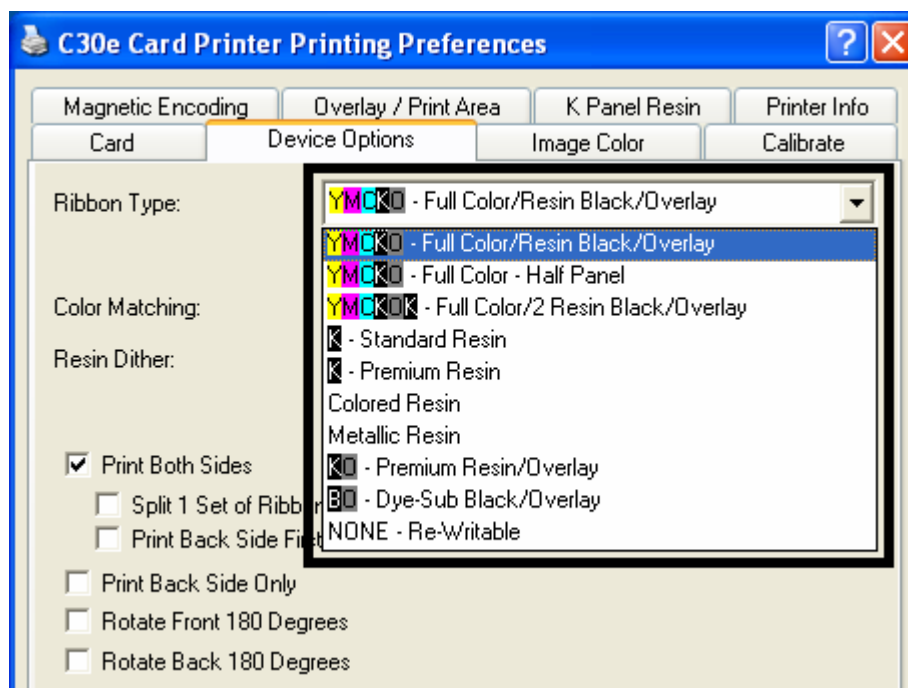 C30e Card Printer Printing Preferences
Magnetic Encoding Overlay / Print Area K Panel Resin Printer Info
Card Device Options Image Color Calibrate
Ribbon Type: YMCKO - Full Color/Resin Black/Overlay
YMCKO - Full Color/Resin Black/Overlay
YMCKO - Full Color - Half Panel
Color Matching: YMCKOK - Full Color/2 Resin Black/Overlay
K - Standard Resin
Resin Dither: K - Premium Resin
Colored Resin
Metallic Resin
Print Both Sides KO - Premium Resin/Overlay
Split 1 Set of Ribbon BO - Dye-Sub Black/Overlay
Print Back Side First NONE - Re-Writable
Print Back Side Only
Rotate Front 180 Degrees
Rotate Back 180 Degrees